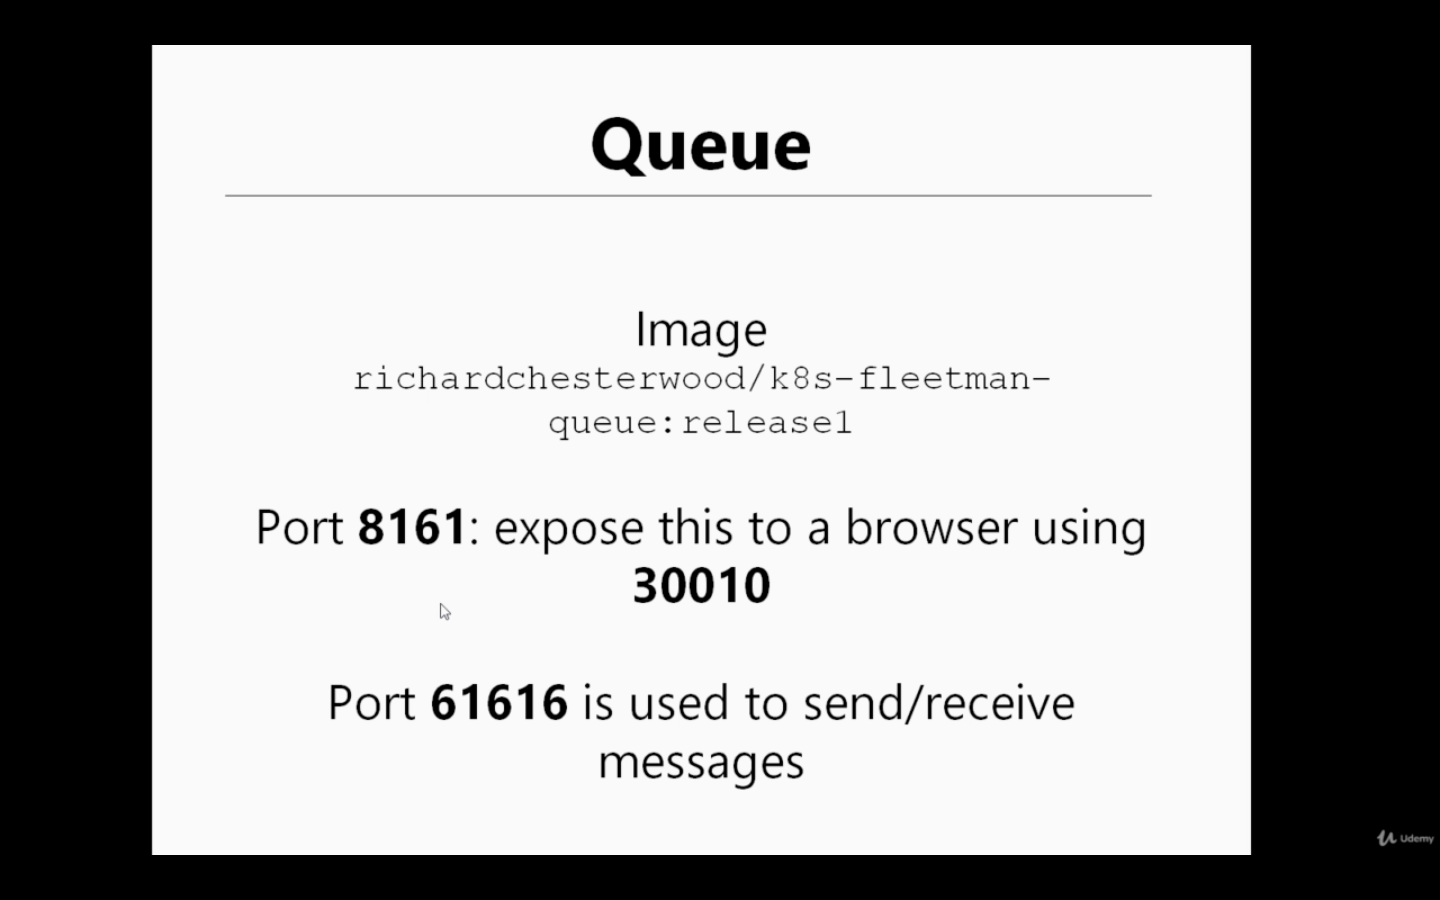 Queue
Image
richardchesterwood/k8s-fleetman-
queue:release1
Port 8161: expose this to a browser using
30010
Port 61616 is used to send/receive
messages
Udemy